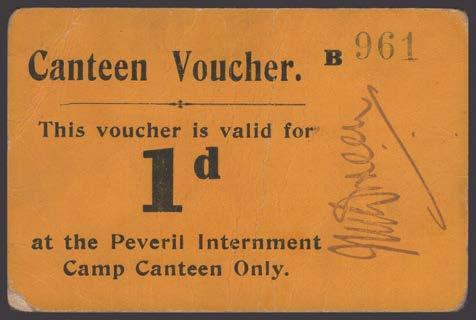 Canteen Voucher. B 961
This voucher is valid for
1d
at the Peveril Internment
Camp Canteen Only.